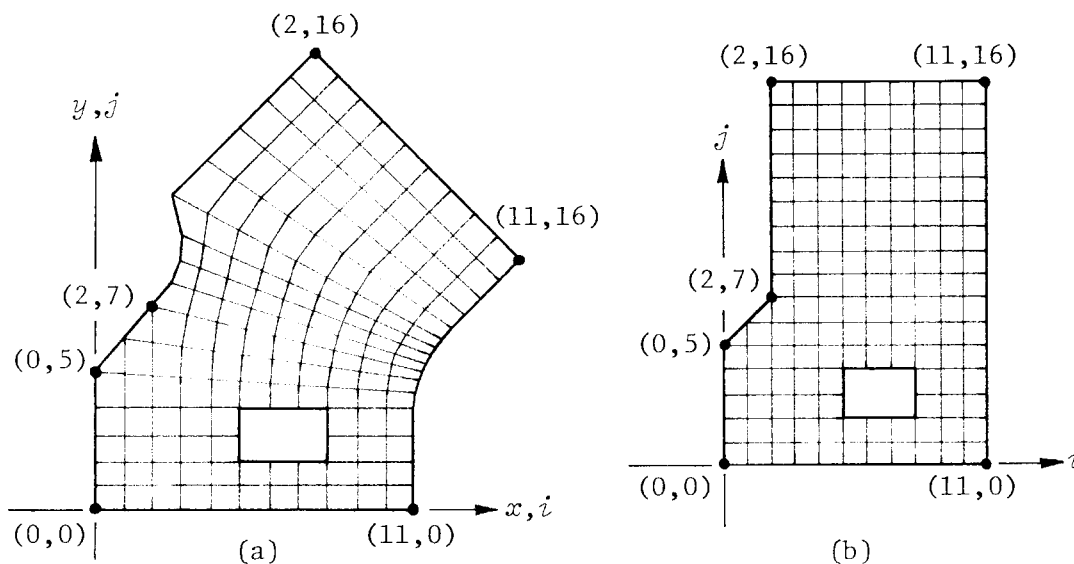 (2,16)
y,j
(11,16)
(2,7)
(0,5)
(0,0)
(11,0)
x,i
(a)
(2,16)
(11,16)
j
(2,7)
(0,5)
(0,0)
(11,0)
i
(b)